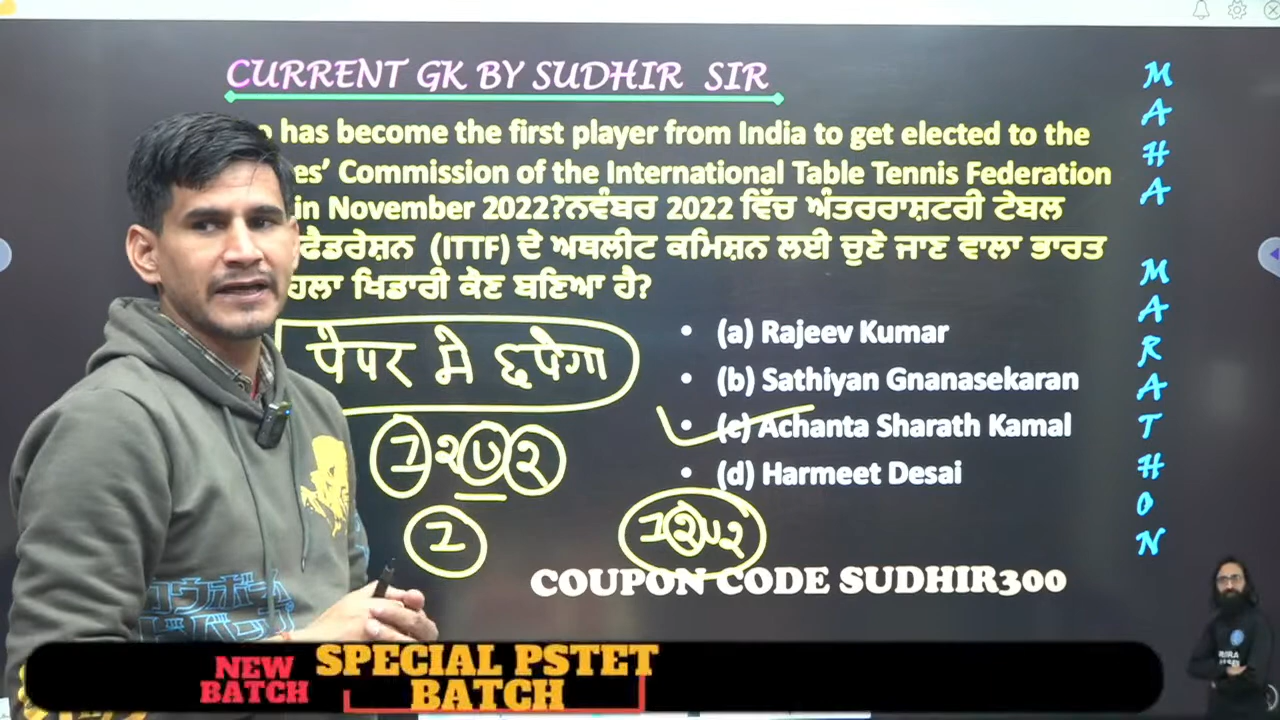 CURRENT GK BY SUDHIR SIR
has become the first player from India to get elected to the
es' Commission of the International Table Tennis Federation
in November 2022?ਨਵੰਬਰ 2022 ਵਿੱਚ ਅੰਤਰਰਾਸ਼ਟਰੀ ਟੇਬਲ
ਫੈਡਰੇਸ਼ਨ (ITTF) ਦੇ ਅਥਲੀਟ ਕਮਿਸ਼ਨ ਲਈ ਚੁਣੇ ਜਾਣ ਵਾਲਾ ਭਾਰਤ
ਹਲਾ ਖਿਡਾਰੀ ਕੌਣ ਬਣਿਆ ਹੈ?
पेपर मे छपेगा
• (a) Rajeev Kumar
• (b) Sathiyan Gnanasekaran
• (c) Achanta Sharath Kamal
• (d) Harmeet Desai
COUPON CODE SUDHIR300
MAHA MARATHON
NEW
BATCH
SPECIAL PSTET
BATCH